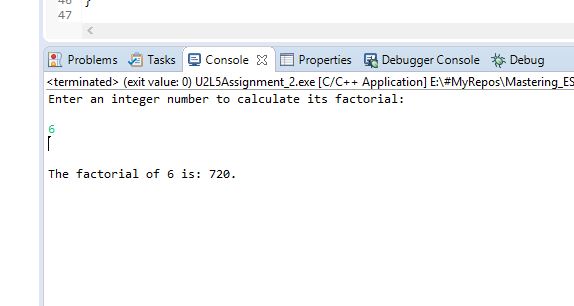 46 }
47
Problems Tasks Console Properties Debugger Console Debug
<terminated> (exit value: 0) U2L5Assignment_2.exe [C/C++ Application] E:\#MyRepos\Mastering_ES
Enter an integer number to calculate its factorial:
6
The factorial of 6 is: 720.